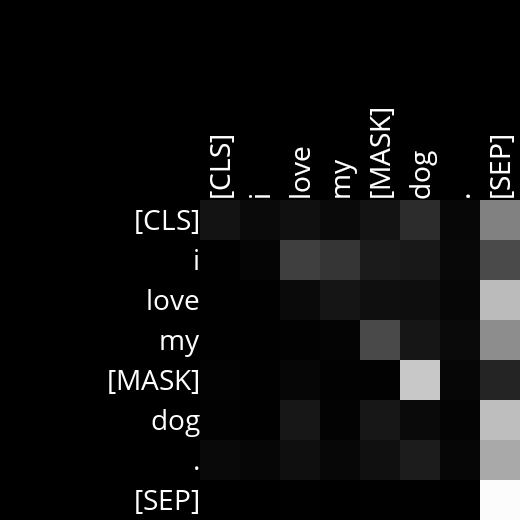 [CLS]
i
love
my
[MASK]
dog
.
[SEP]
[CLS]
i
love
my
[MASK]
dog
.
[SEP]